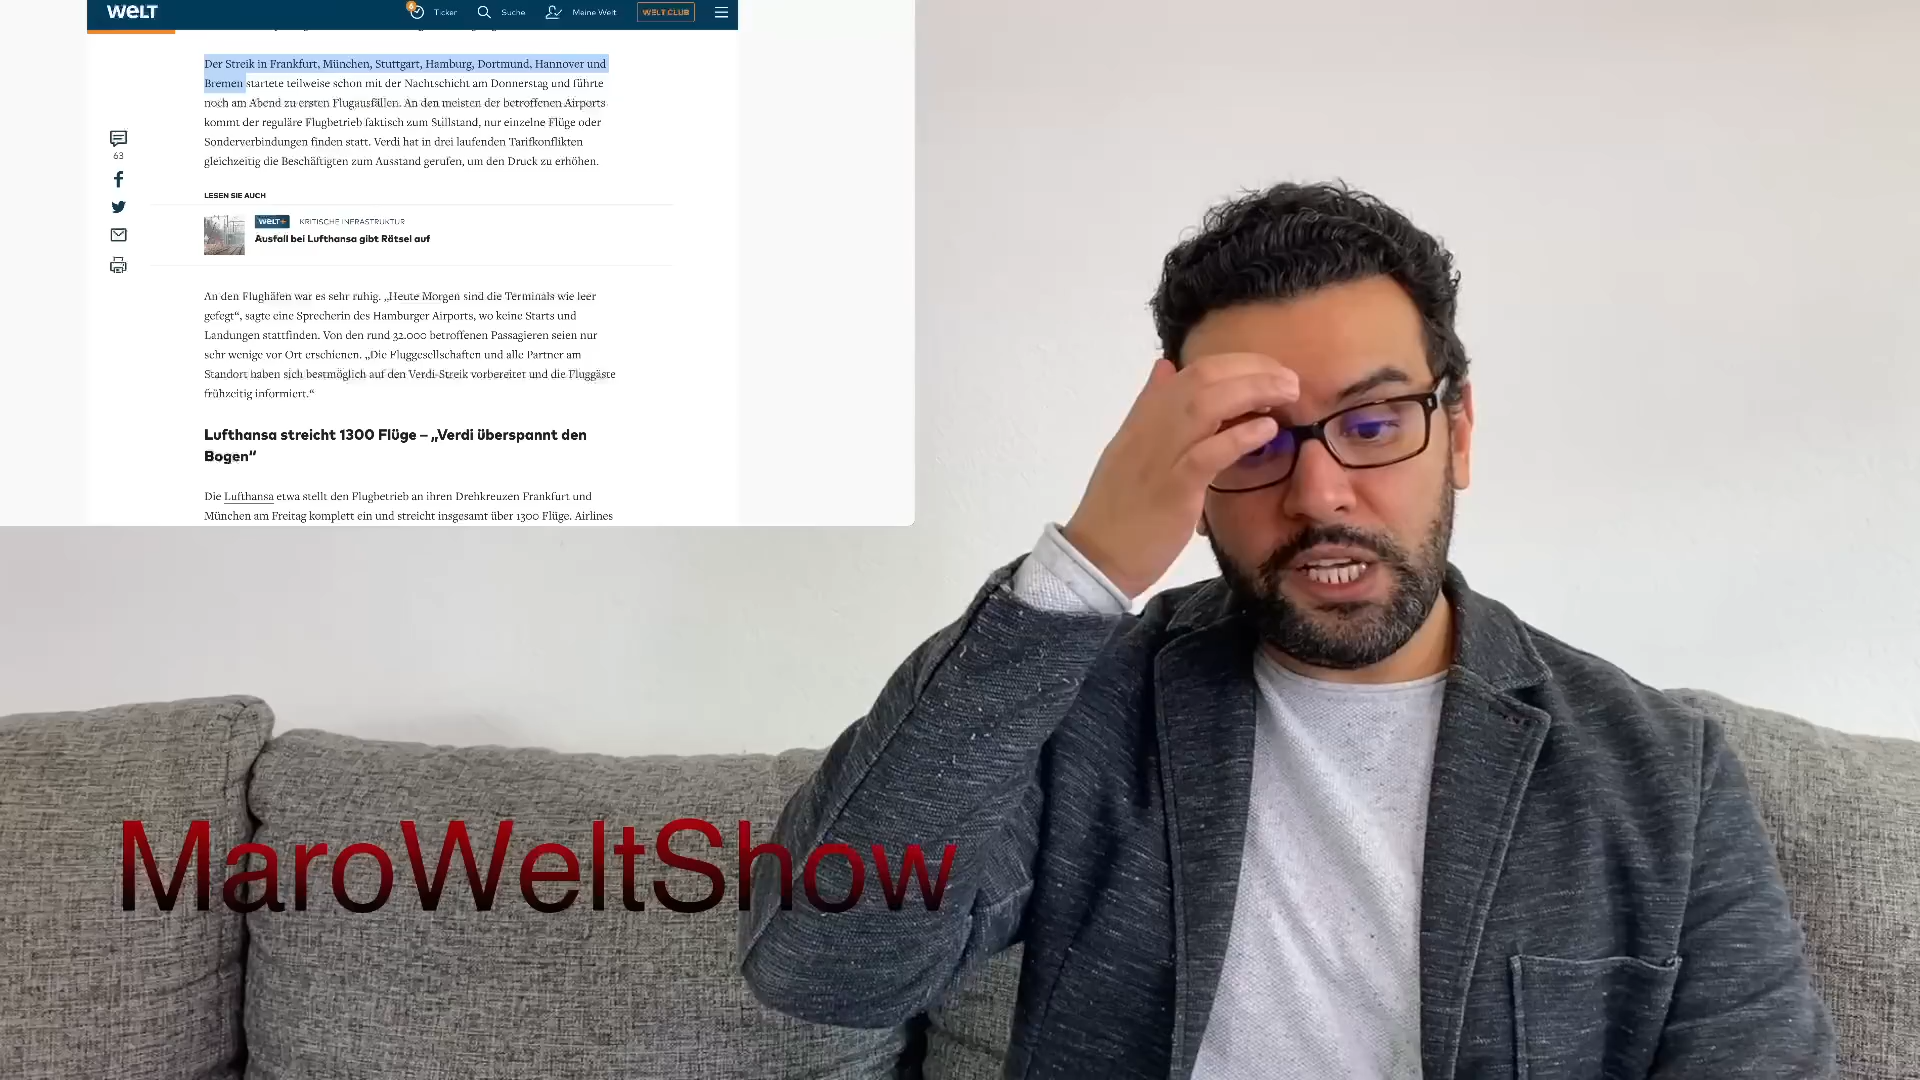 WELT
6
Ticker
Suche
Meine Welt
WELT CLUB
Der Streik in Frankfurt, München, Stuttgart, Hamburg, Dortmund, Hannover und
Bremen startete teilweise schon mit der Nachtschicht am Donnerstag und führte
noch am Abend zu ersten Flugausfällen. An den meisten der betroffenen Airports
kommt der reguläre Flugbetrieb faktisch zum Stillstand, nur einzelne Flüge oder
Sonderverbindungen finden statt. Verdi hat in drei laufenden Tarifkonflikten
gleichzeitig die Beschäftigten zum Ausstand gerufen, um den Druck zu erhöhen.
63
LESEN SIE AUCH
WELT+ KRITISCHE INFRASTRUKTUR
Ausfall bei Lufthansa gibt Rätsel auf
An den Flughäfen war es sehr ruhig. „Heute Morgen sind die Terminals wie leer
gefegt“, sagte eine Sprecherin des Hamburger Airports, wo keine Starts und
Landungen stattfinden. Von den rund 32.000 betroffenen Passagieren seien nur
sehr wenige vor Ort erschienen. „Die Fluggesellschaften und alle Partner am
Standort haben sich bestmöglich auf den Verdi-Streik vorbereitet und die Fluggäste
frühzeitig informiert.“
Lufthansa streicht 1300 Flüge – „Verdi überspannt den
Bogen“
Die Lufthansa etwa stellt den Flugbetrieb an ihren Drehkreuzen Frankfurt und
München am Freitag komplett ein und streicht insgesamt über 1300 Flüge. Airlines
MaroWeltShow